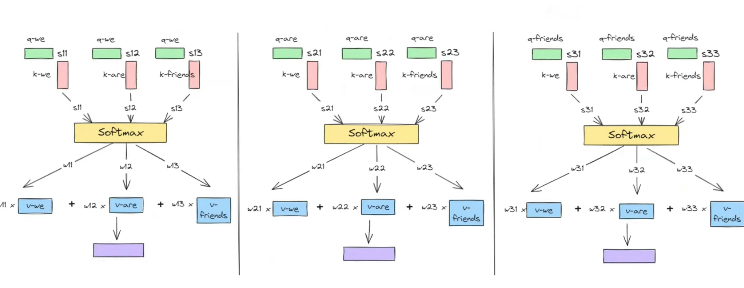 q-we q-we q-we
s11 s12 s13
k-we k-are k-friends
s11 s12 s13
Softmax
w11 w12 w13
v-we + w12 x v-are + w13 x v-friends
q-are q-are q-are
s21 s22 s23
k-we k-are k-friends
s21 s22 s23
Softmax
w21 w22 w23
w21 x v-we + w22 x v-are + w23 x v-friends
q-friends q-friends q-friends
s31 s32 s33
k-we k-are k-friends
s31 s32 s33
Softmax
w31 w32 w33
w31 x v-we + w32 x v-are + w33 x v-friends